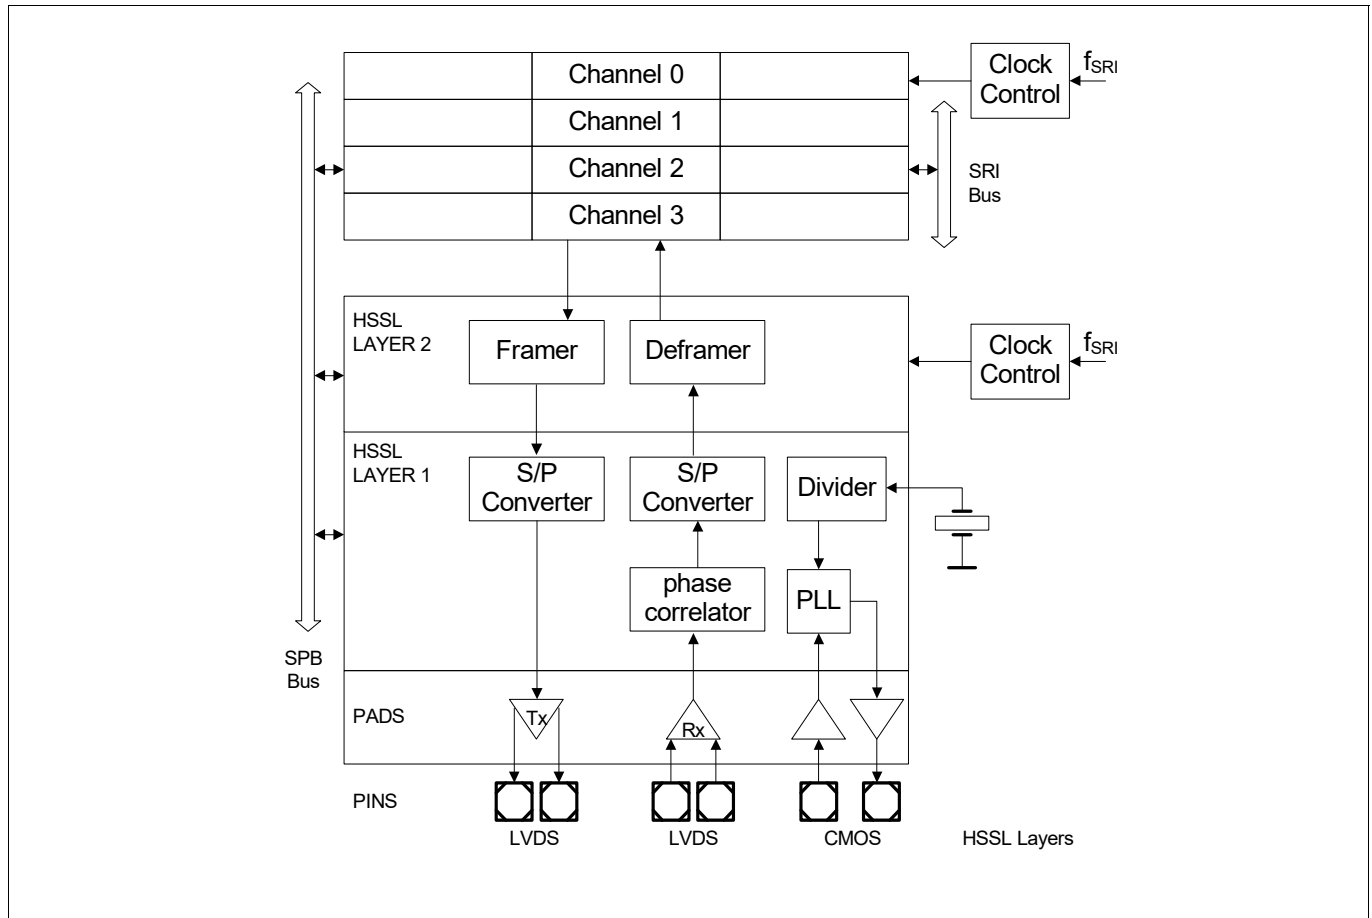 Channel 0
Channel 1
Channel 2
Channel 3
Clock
Control
fSRI
SRI
Bus
HSSL
LAYER 2
Framer
Deframer
Clock
Control
fSRI
HSSL
LAYER 1
S/P
Converter
S/P
Converter
Divider
phase
correlator
PLL
SPB
Bus
PADS
Tx
Rx
PINS
LVDS
LVDS
CMOS
HSSL Layers